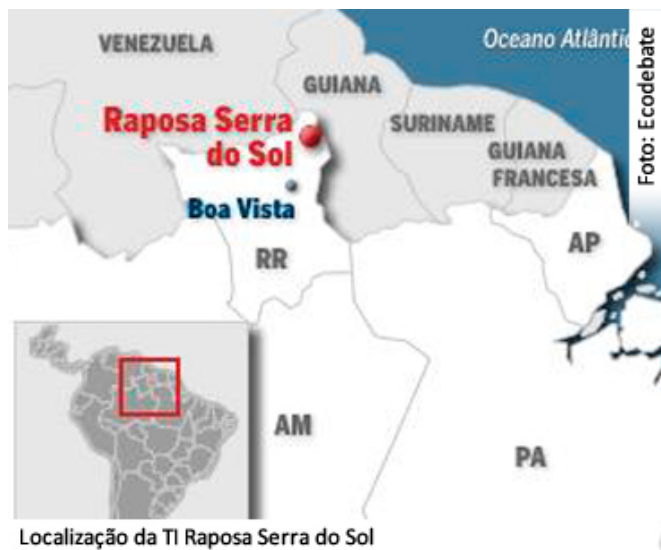 VENEZUELA
Oceano Atlântic
Foto: Ecodebate
GUIANA
Raposa Serra
do Sol
SURINAME
GUIANA
FRANCESA
Boa Vista
RR
AP
AM
PA
Localização da TI Raposa Serra do Sol